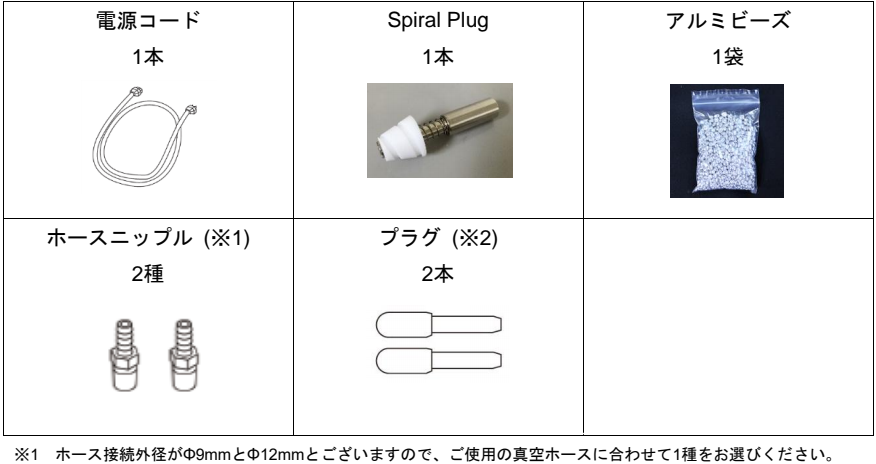 電源コード
1本
Spiral Plug
1本
アルミビーズ
1袋
ホースニップル (※1)
2種
プラグ (※2)
2本
※1 ホース接続外径がΦ9mmとΦ12mmとございますので、ご使用の真空ホースに合わせて1種をお選びください。